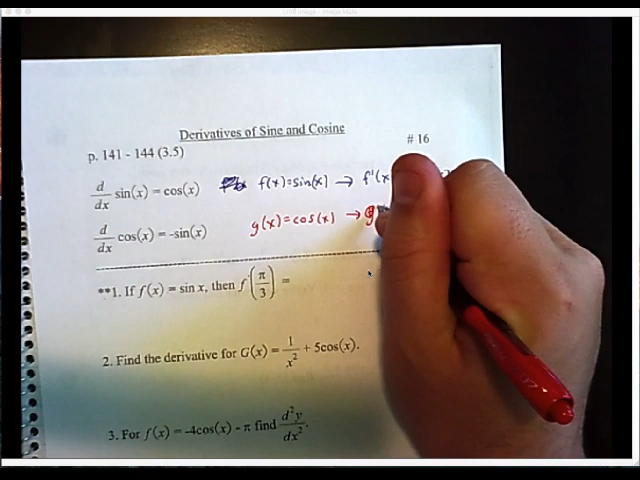 Derivatives of Sine and Cosine
p. 141 - 144 (3.5) # 16
d/dx sin(x) = cos(x) f(x)=sin(x) → f'(x
d/dx cos(x) = -sin(x) g(x)=cos(x) → g
**1. If f(x) = sin x, then f'(π/3) =
2. Find the derivative for G(x) = 1/x² + 5cos(x).
3. For f(x) = -4cos(x) - π find d²y/dx².